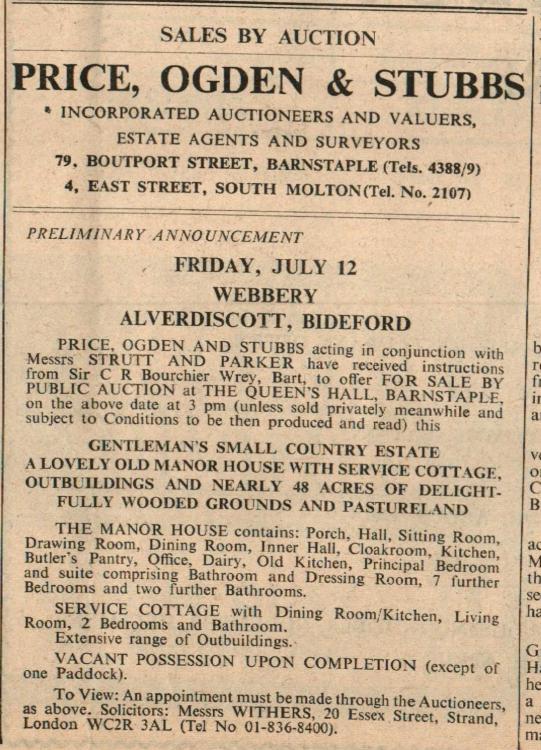 SALES BY AUCTION
PRICE, OGDEN & STUBBS
* INCORPORATED AUCTIONEERS AND VALUERS,
ESTATE AGENTS AND SURVEYORS
79, BOUTPORT STREET, BARNSTAPLE (Tels. 4388/9)
4, EAST STREET, SOUTH MOLTON (Tel. No. 2107)
PRELIMINARY ANNOUNCEMENT
FRIDAY, JULY 12
WEBBERY
ALVERDISCOTT, BIDEFORD
PRICE, OGDEN AND STUBBS acting in conjunction with
Messrs STRUTT AND PARKER have received instructions
from Sir C R Bourchier Wrey, Bart, to offer FOR SALE BY
PUBLIC AUCTION at THE QUEEN'S HALL, BARNSTAPLE,
on the above date at 3 pm (unless sold privately meanwhile and
subject to Conditions to be then produced and read) this
GENTLEMAN'S SMALL COUNTRY ESTATE
A LOVELY OLD MANOR HOUSE WITH SERVICE COTTAGE,
OUTBUILDINGS AND NEARLY 48 ACRES OF DELIGHT-
FULLY WOODED GROUNDS AND PASTURELAND
THE MANOR HOUSE contains: Porch, Hall, Sitting Room,
Drawing Room, Dining Room, Inner Hall, Cloakroom, Kitchen,
Butler's Pantry, Office, Dairy, Old Kitchen, Principal Bedroom
and suite comprising Bathroom and Dressing Room, 7 further
Bedrooms and two further Bathrooms.
SERVICE COTTAGE with Dining Room/Kitchen, Living
Room, 2 Bedrooms and Bathroom.
Extensive range of Outbuildings.
VACANT POSSESSION UPON COMPLETION (except of
one Paddock).
To View: An appointment must be made through the Auctioneers,
as above. Solicitors: Messrs WITHERS, 20 Essex Street, Strand,
London WC2R 3AL (Tel No 01-836-8400).